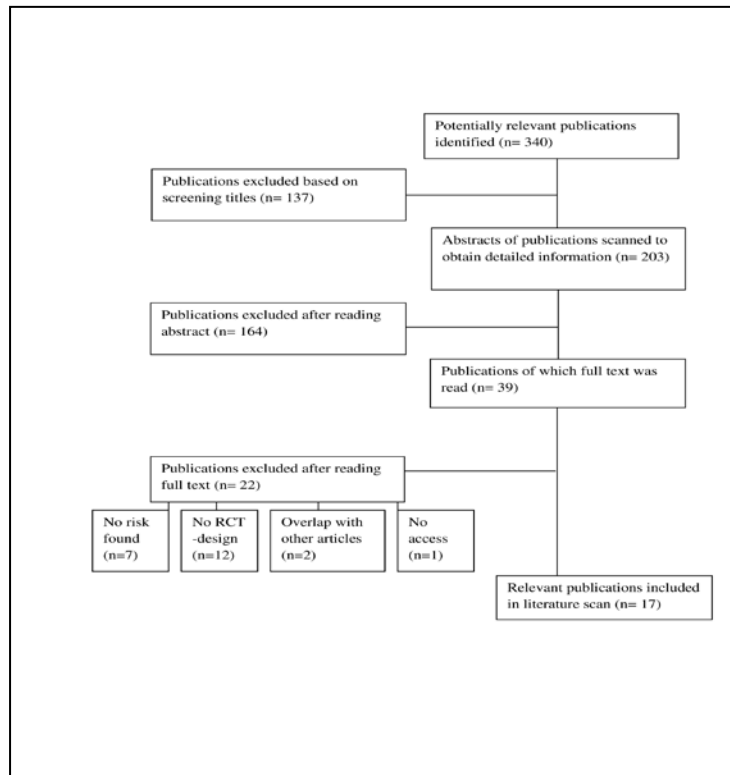 Potentially relevant publications
identified (n= 340)
Publications excluded based on
screening titles (n= 137)
Abstracts of publications scanned to
obtain detailed information (n= 203)
Publications excluded after reading
abstract (n= 164)
Publications of which full text was
read (n= 39)
Publications excluded after reading
full text (n= 22)
No risk
found
(n=7)
No RCT
-design
(n=12)
Overlap with
other articles
(n=2)
No
access
(n=1)
Relevant publications included
in literature scan (n= 17)